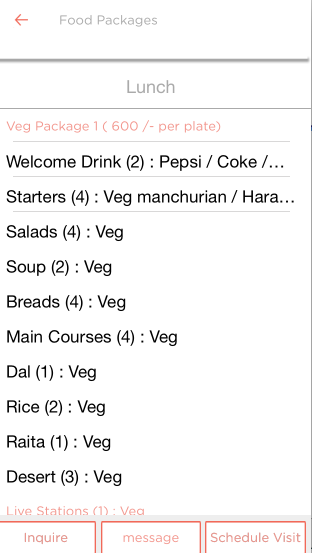 Food Packages
Lunch
Veg Package 1 ( 600 /- per plate)
Welcome Drink (2) : Pepsi / Coke /...
Starters (4) : Veg manchurian / Hara...
Salads (4) : Veg
Soup (2) : Veg
Breads (4) : Veg
Main Courses (4) : Veg
Dal (1) : Veg
Rice (2) : Veg
Raita (1) : Veg
Desert (3) : Veg
Live Stations (1) : Veg
Inquire
message
Schedule Visit